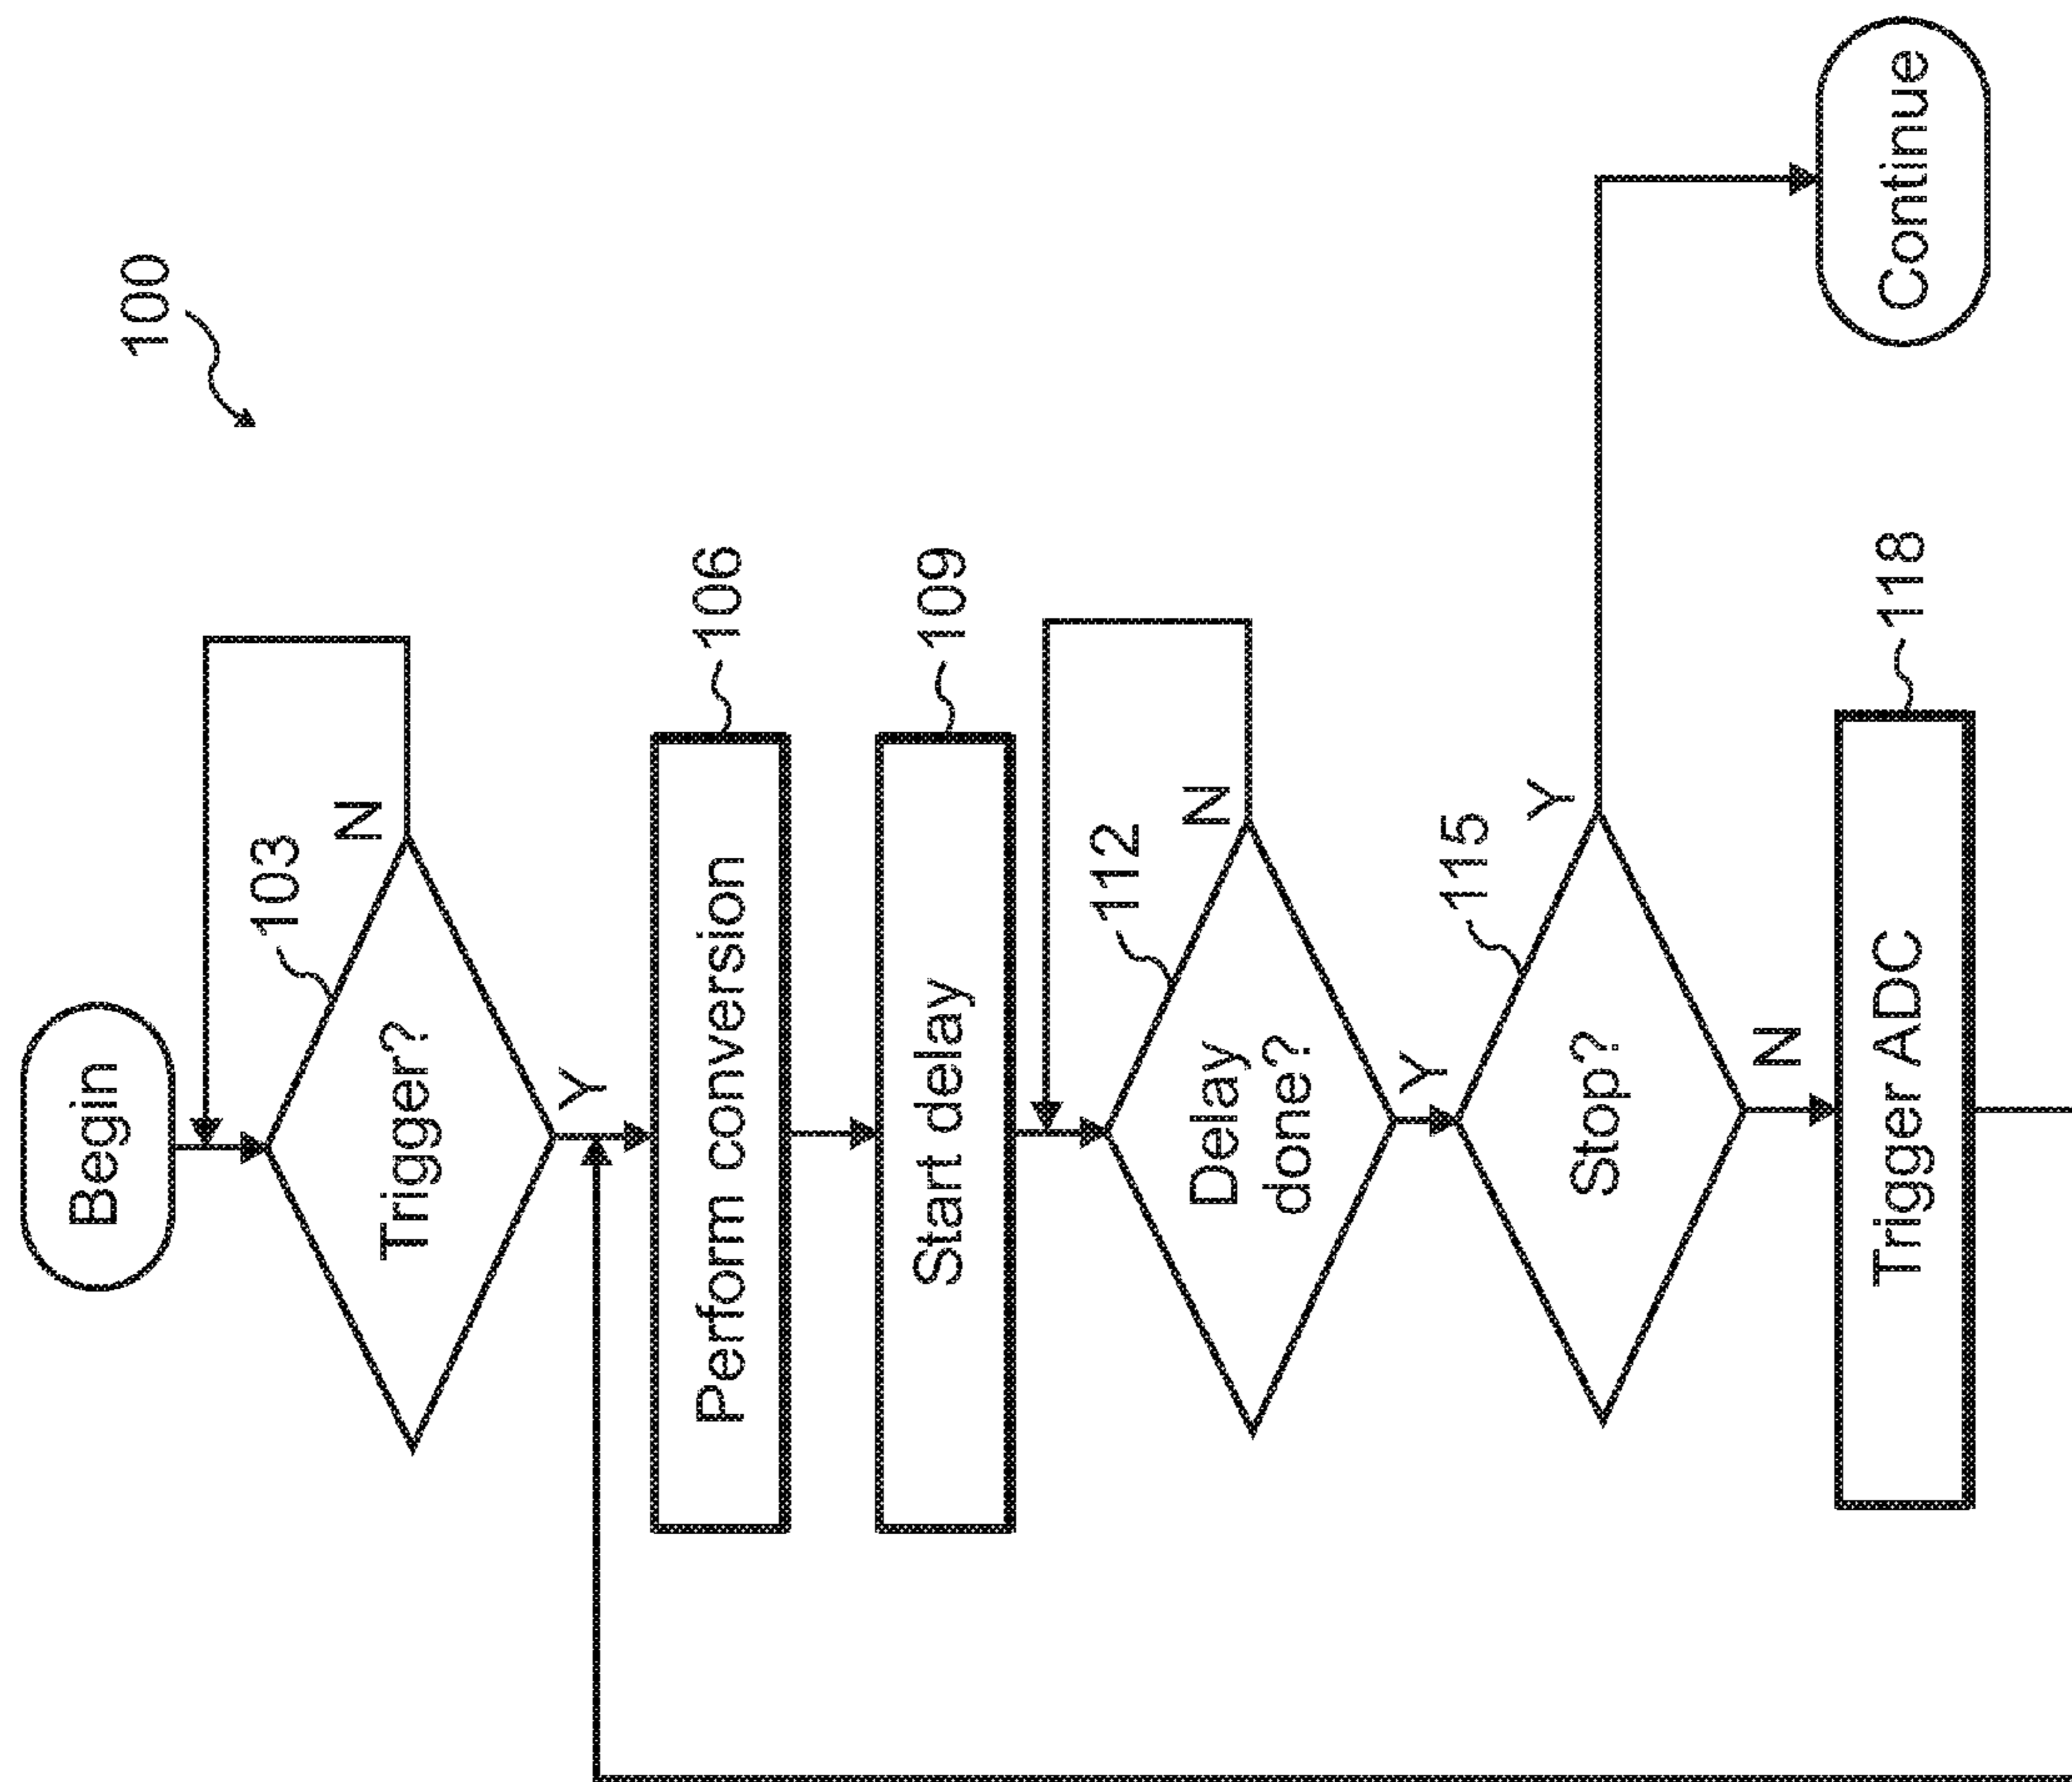 100
Begin
103
Trigger?
N
Y
Perform conversion
106
Start delay
109
112
Delay
done?
N
Y
115
Stop?
Y
N
Trigger ADC
118
Continue